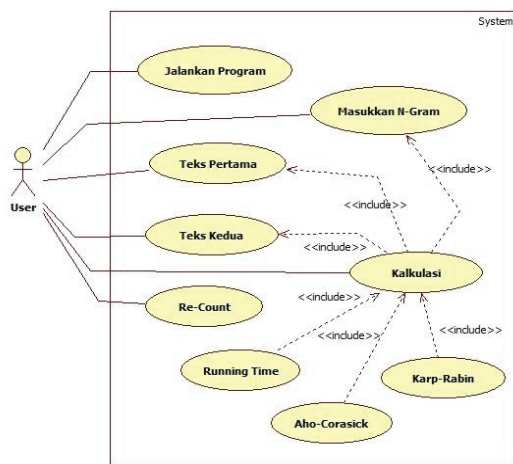 System
Jalankan Program
Masukkan N-Gram
Teks Pertama
<<include>>
<<include>>
User
Teks Kedua
<<include>>
Kalkulasi
Re-Count
<<include>>
<<include>>
<<include>>
Running Time
Karp-Rabin
Aho-Corasick